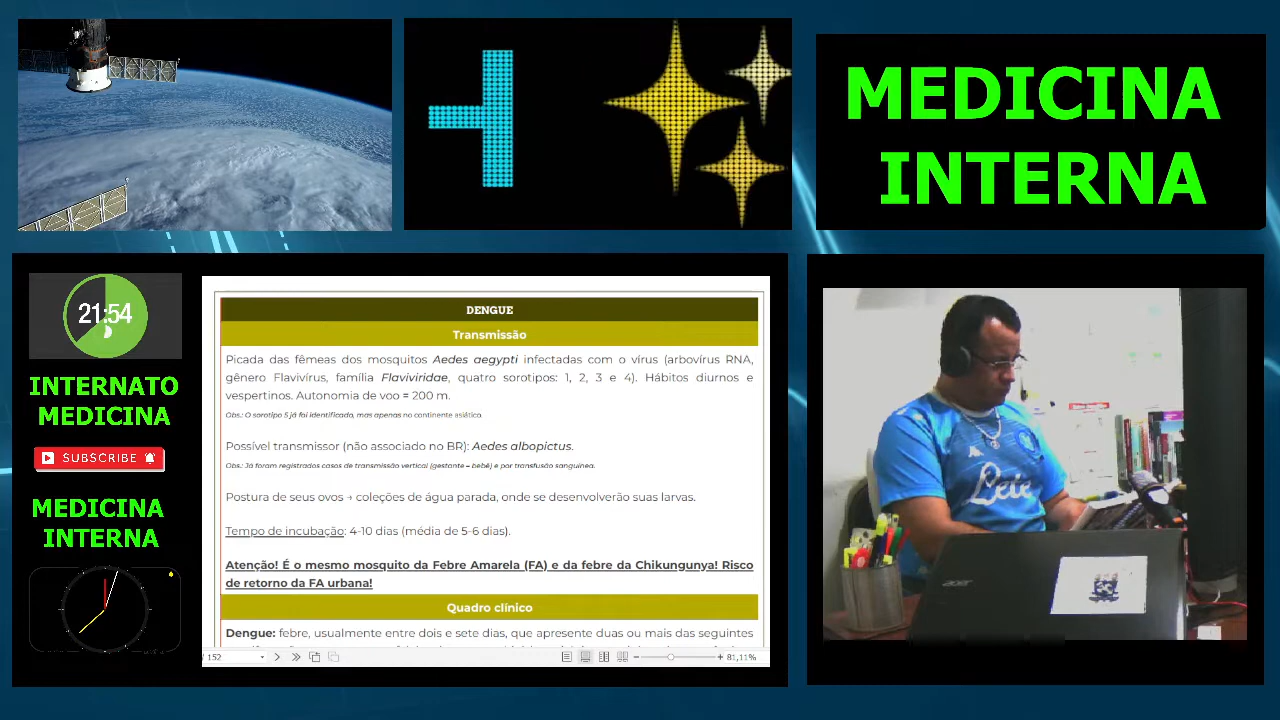 MEDICINA
INTERNA
21:54
INTERNATO
MEDICINA
SUBSCRIBE
MEDICINA
INTERNA
DENGUE
Transmissão
Picada das fêmeas dos mosquitos Aedes aegypti infectadas com o vírus (arbovírus RNA,
gênero Flavivírus, família Flaviviridae, quatro sorotipos: 1, 2, 3 e 4). Hábitos diurnos e
vespertinos. Autonomia de voo = 200 m.
Obs.: O sorotipo 5 já foi identificado, mas apenas no continente asiático.
Possível transmissor (não associado no BR): Aedes albopictus.
Obs.: Já foram registrados casos de transmissão vertical (gestante – bebê) e por transfusão sanguínea.
Postura de seus ovos → coleções de água parada, onde se desenvolverão suas larvas.
Tempo de incubação: 4-10 dias (média de 5-6 dias).
Atenção! É o mesmo mosquito da Febre Amarela (FA) e da febre da Chikungunya! Risco
de retorno da FA urbana!
Quadro clínico
Dengue: febre, usualmente entre dois e sete dias, que apresente duas ou mais das seguintes
/ 152
81,11%
Lete
acer